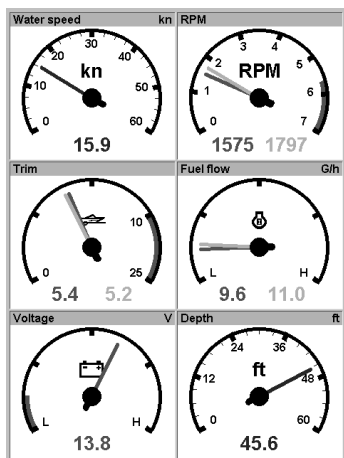 Water speed kn
30
20
40
kn
10
50
0
60
15.9
RPM
3
4
2
5
RPM
1
6
0
7
1575 1797
Trim
10
0
25
5.4 5.2
Fuel flow G/h
L
H
9.6 11.0
Voltage V
- +
L
H
13.8
Depth ft
24
36
ft
12
48
0
60
45.6